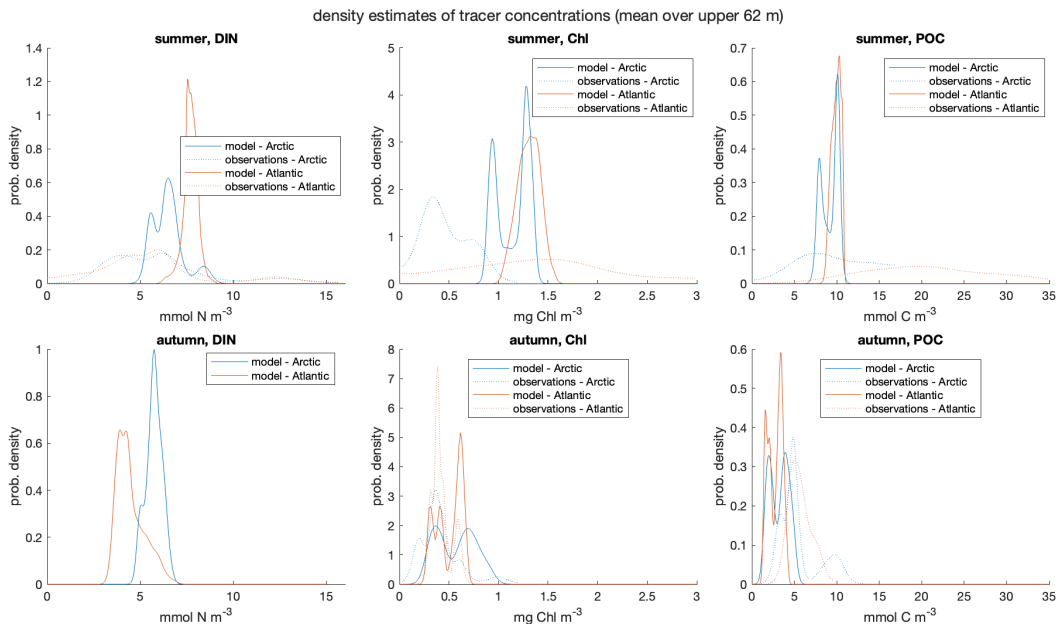 density estimates of tracer concentrations (mean over upper 62 m)
summer, DIN
1.4
1.2
1
0.8
0.6
0.4
0.2
0
prob. density
0
5
10
15
mmol N m-3
model - Arctic
observations - Arctic
model - Atlantic
observations - Atlantic
summer, Chl
5
4
3
2
1
0
prob. density
0
0.5
1
1.5
2
2.5
3
mg Chl m-3
model - Arctic
observations - Arctic
model - Atlantic
observations - Atlantic
summer, POC
0.7
0.6
0.5
0.4
0.3
0.2
0.1
0
prob. density
0
5
10
15
20
25
30
35
mmol C m-3
model - Arctic
observations - Arctic
model - Atlantic
observations - Atlantic
autumn, DIN
1
0.8
0.6
0.4
0.2
0
prob. density
0
5
10
15
mmol N m-3
model - Arctic
model - Atlantic
autumn, Chl
8
7
6
5
4
3
2
1
0
prob. density
0
0.5
1
1.5
2
2.5
3
mg Chl m-3
model - Arctic
observations - Arctic
model - Atlantic
observations - Atlantic
autumn, POC
0.6
0.5
0.4
0.3
0.2
0.1
0
prob. density
0
5
10
15
20
25
30
35
mmol C m-3
model - Arctic
observations - Arctic
model - Atlantic
observations - Atlantic